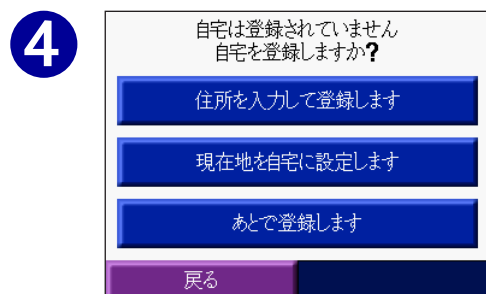 4
自宅は登録されていません
自宅を登録しますか?
住所を入力して登録します
現在地を自宅に設定します
あとで登録します
戻る